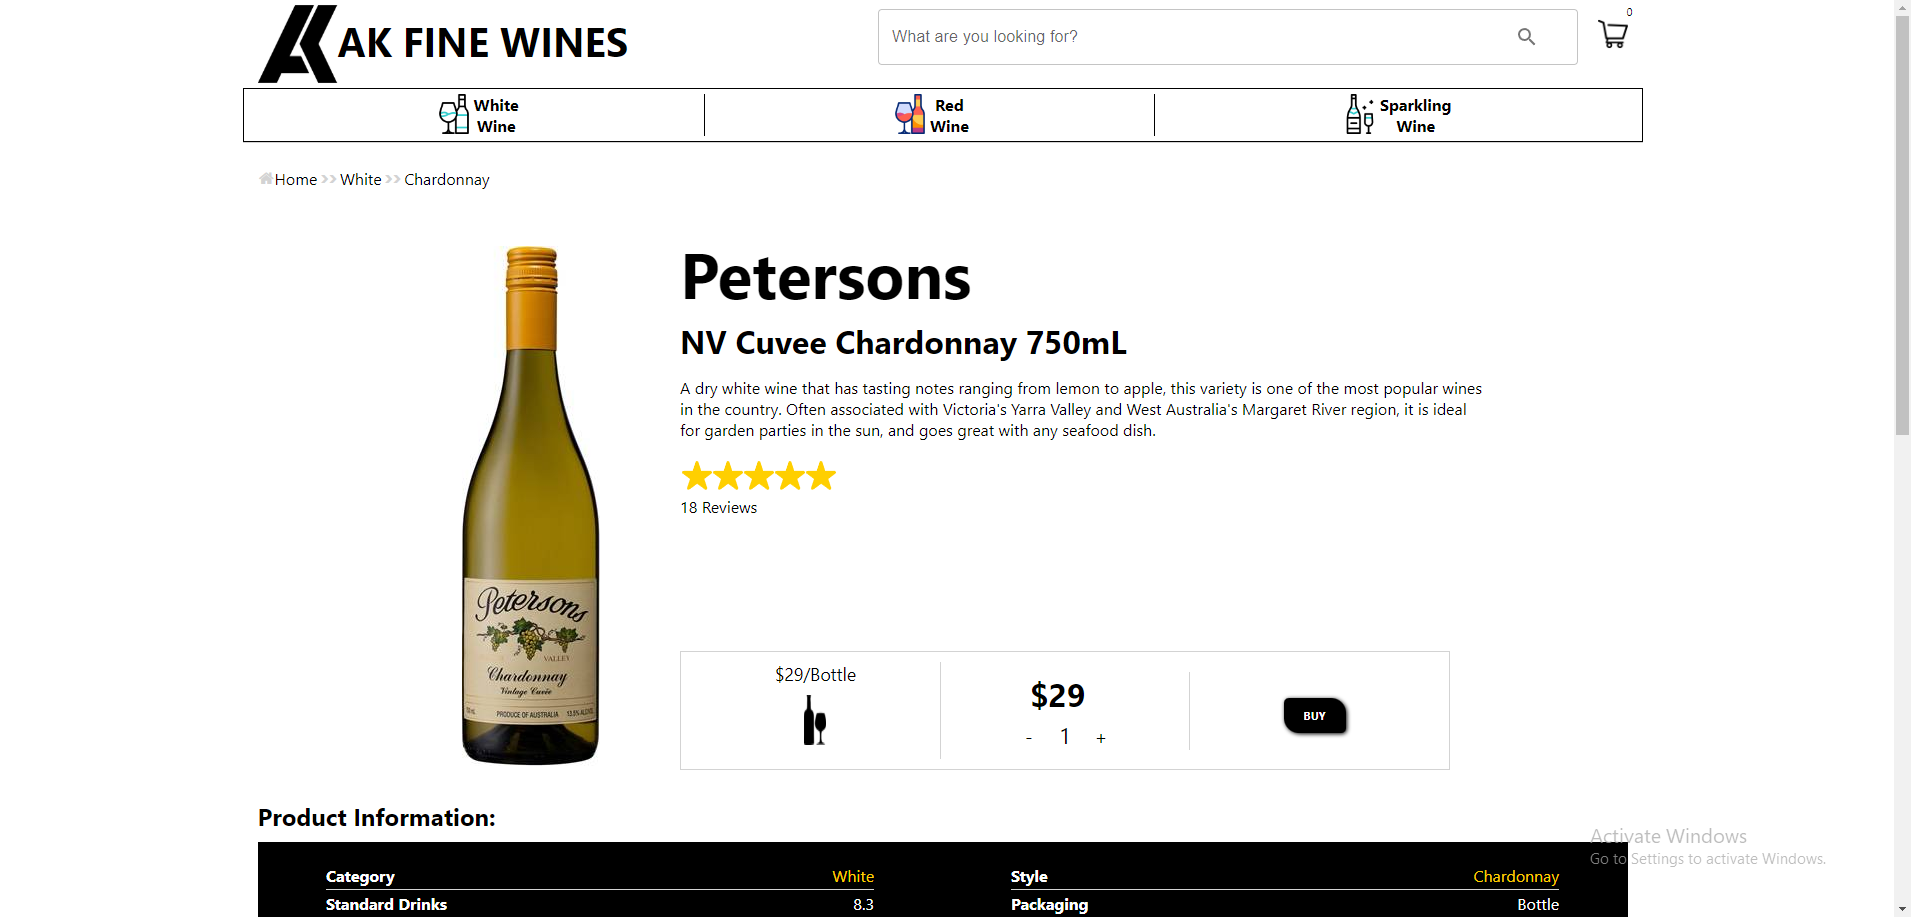 AK FINE WINES
What are you looking for?
0
White
Wine
Red
Wine
Sparkling
Wine
Home >> White >> Chardonnay
Petersons
NV Cuvee Chardonnay 750mL
A dry white wine that has tasting notes ranging from lemon to apple, this variety is one of the most popular wines
in the country. Often associated with Victoria's Yarra Valley and West Australia's Margaret River region, it is ideal
for garden parties in the sun, and goes great with any seafood dish.
18 Reviews
Petersons
VALLEY
Chardonnay
Vintage Cuvée
PRODUCE OF AUSTRALIA 13.5% ALC/VOL
$29/Bottle
$29
- 1 +
BUY
Product Information:
Category White
Style Chardonnay
Standard Drinks 8.3
Packaging Bottle
Activate Windows
Go to Settings to activate Windows.